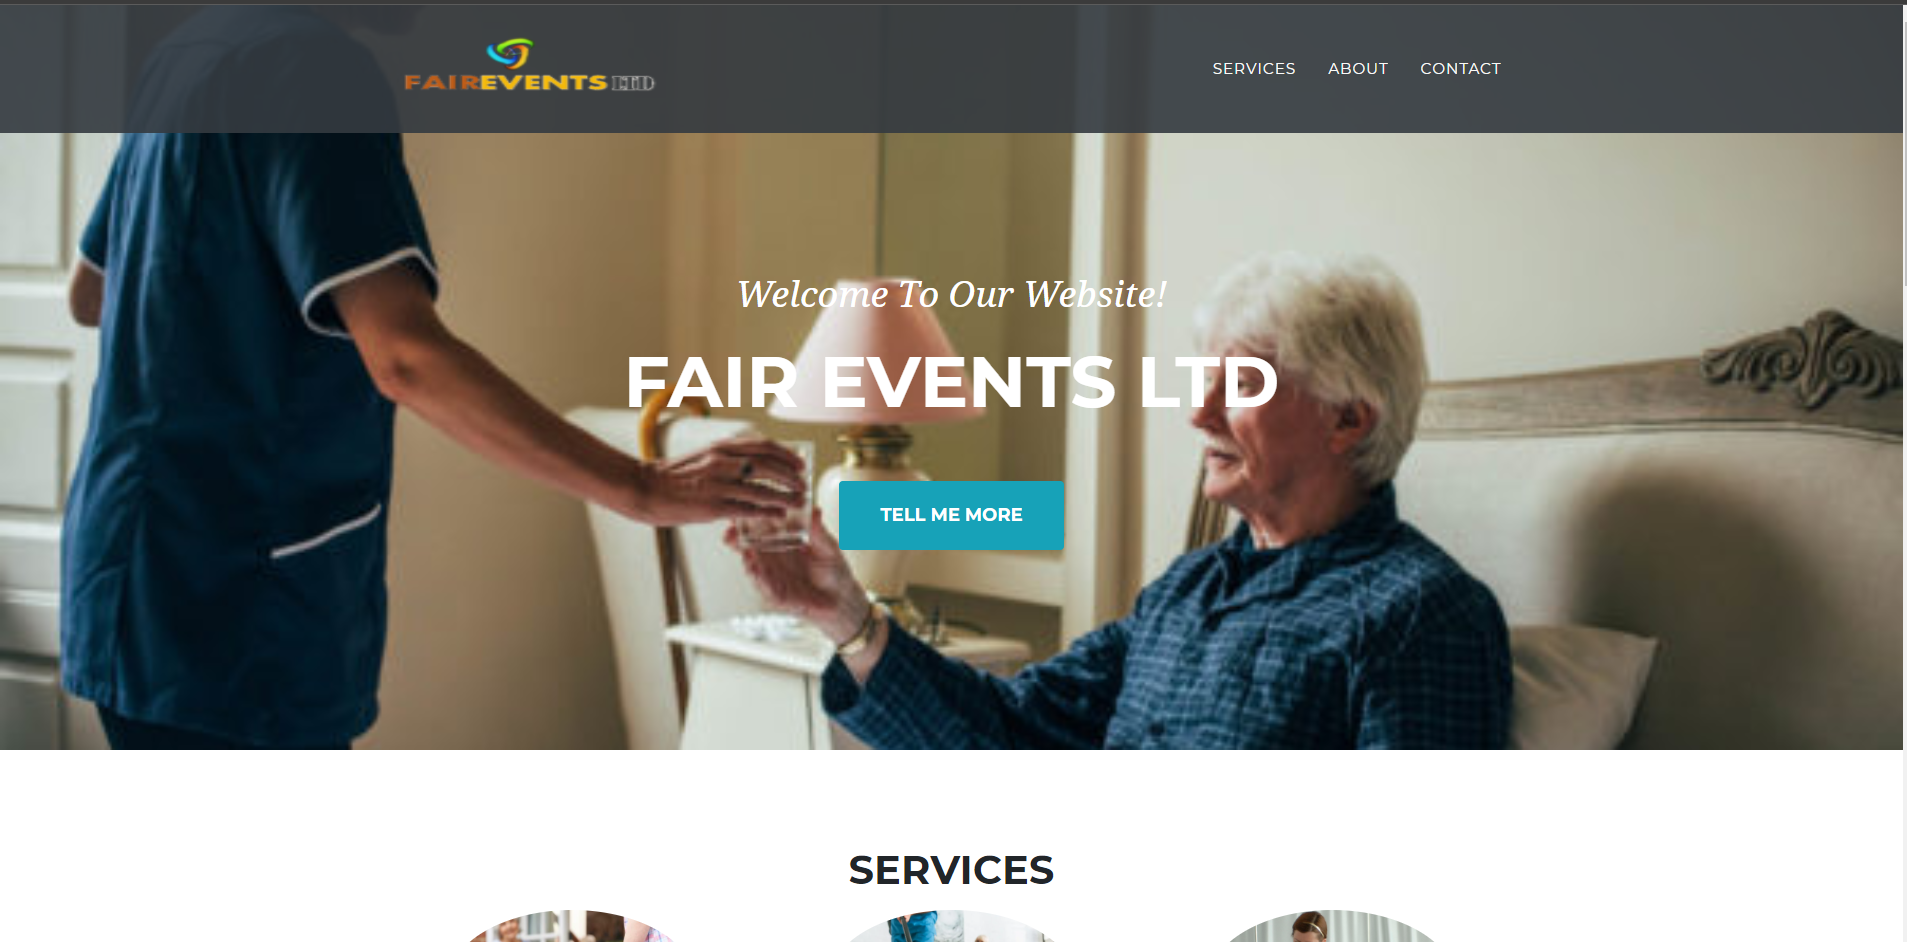 FAIREVENTS LTD
SERVICES ABOUT CONTACT
Welcome To Our Website!
FAIR EVENTS LTD
TELL ME MORE
SERVICES